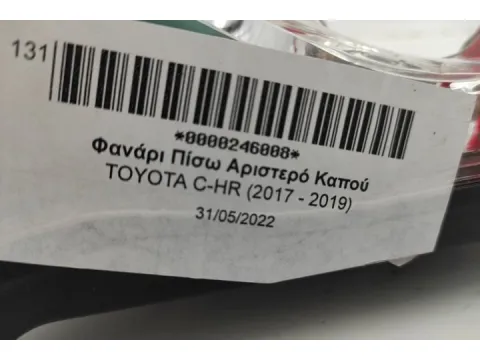 131
*0000246008*
Φανάρι Πίσω Αριστερό Καπού
TOYOTA C-HR (2017 - 2019)
31/05/2022